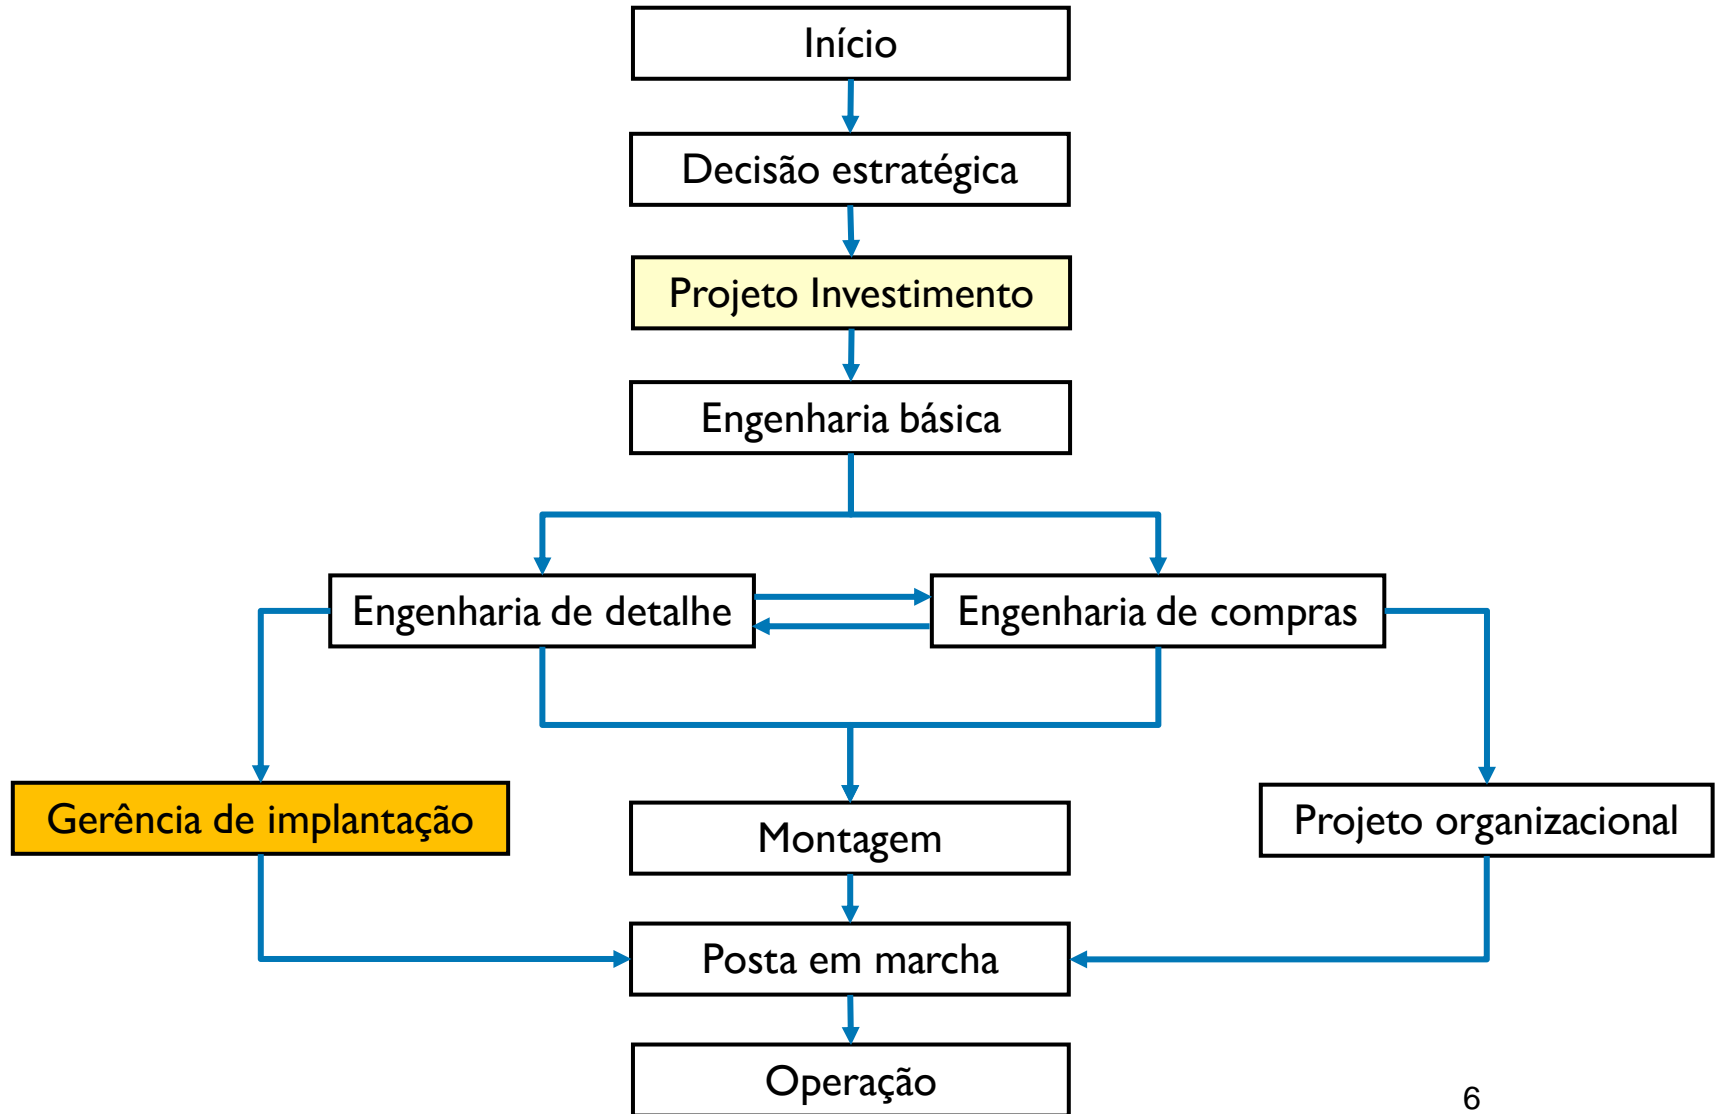 Início
Decisão estratégica
Projeto Investimento
Engenharia básica
Engenharia de detalhe
Engenharia de compras
Gerência de implantação
Montagem
Projeto organizacional
Posta em marcha
Operação
6